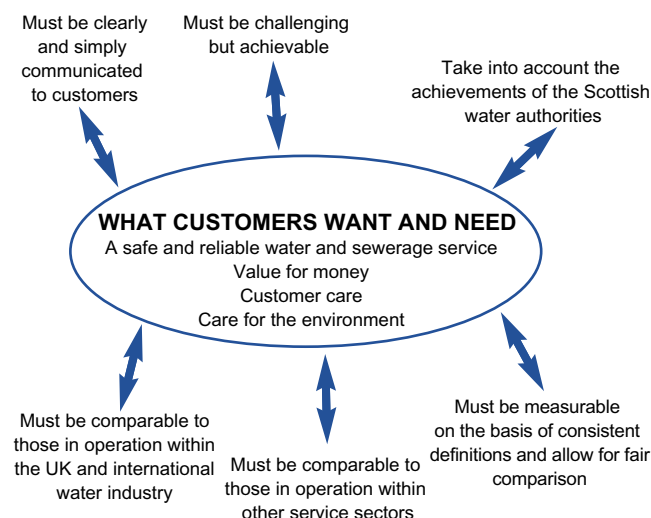 Must be clearly
and simply
communicated
to customers
Must be challenging
but achievable
Take into account the
achievements of the Scottish
water authorities
WHAT CUSTOMERS WANT AND NEED
A safe and reliable water and sewerage service
Value for money
Customer care
Care for the environment
Must be comparable to
those in operation within
the UK and international
water industry
Must be comparable to
those in operation within
other service sectors
Must be measurable
on the basis of consistent
definitions and allow for fair
comparison